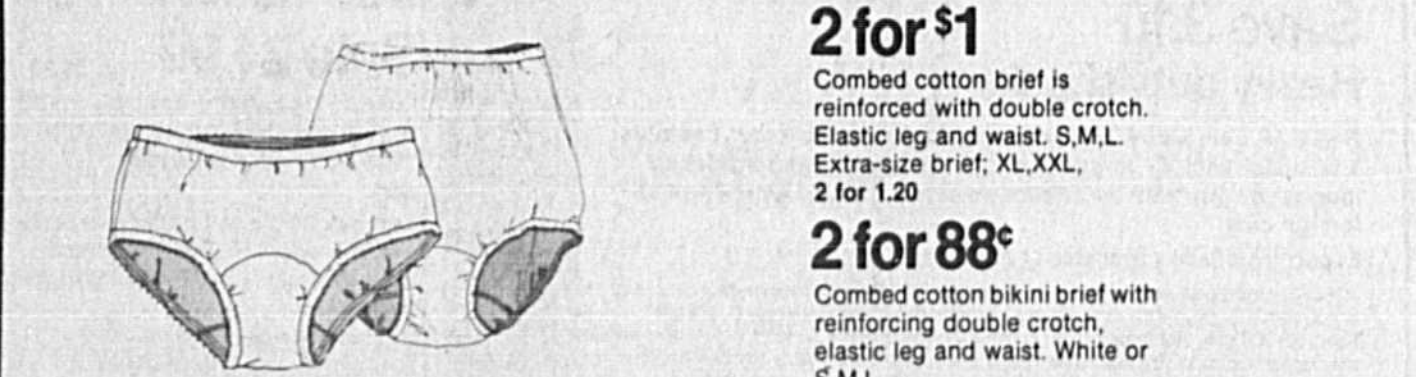 2 for $1
Combed cotton brief is
reinforced with double crotch.
Elastic leg and waist. S,M,L.
Extra-size brief; XL,XXL,
2 for 1.20
2 for 88¢
Combed cotton bikini brief with
reinforcing double crotch,
elastic leg and waist. White or